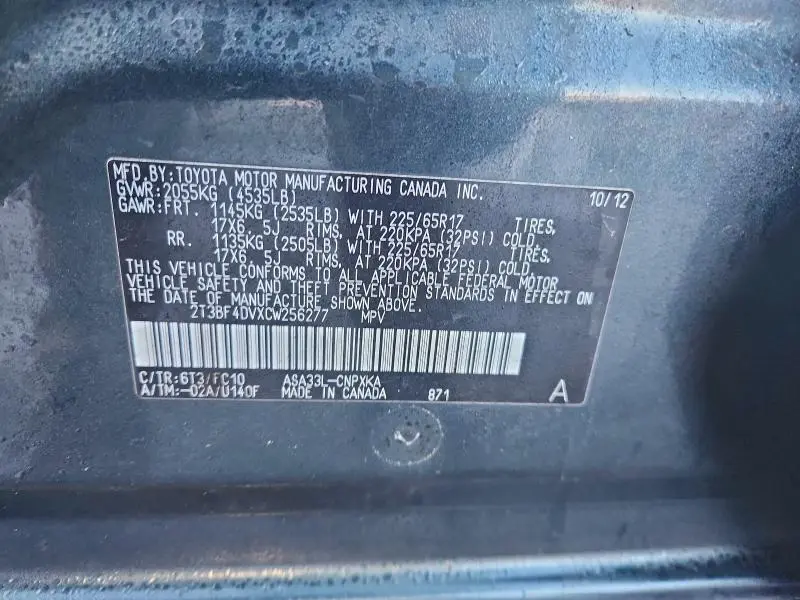 MFD.BY:TOYOTA MOTOR MANUFACTURING CANADA INC.
GVWR:2055KG (4535LB) 10/12
GAWR:FRT. 1145KG (2535LB) WITH 225/65R17 TIRES,
17X6. 5J RIMS, AT 220KPA (32PSI) COLD,
RR. 1135KG (2505LB) WITH 225/65R17 TIRES,
17X6. 5J RIMS, AT 220KPA (32PSI) COLD.
THIS VEHICLE CONFORMS TO ALL APPLICABLE FEDERAL MOTOR
VEHICLE SAFETY AND THEFT PREVENTION STANDARDS IN EFFECT ON
THE DATE OF MANUFACTURE SHOWN ABOVE.
2T3BF4DVXCW256277 MPV
C/TR:6T3/FC10 ASA33L-CNPXKA
A/TM:-02A/U140F MADE IN CANADA 871 A